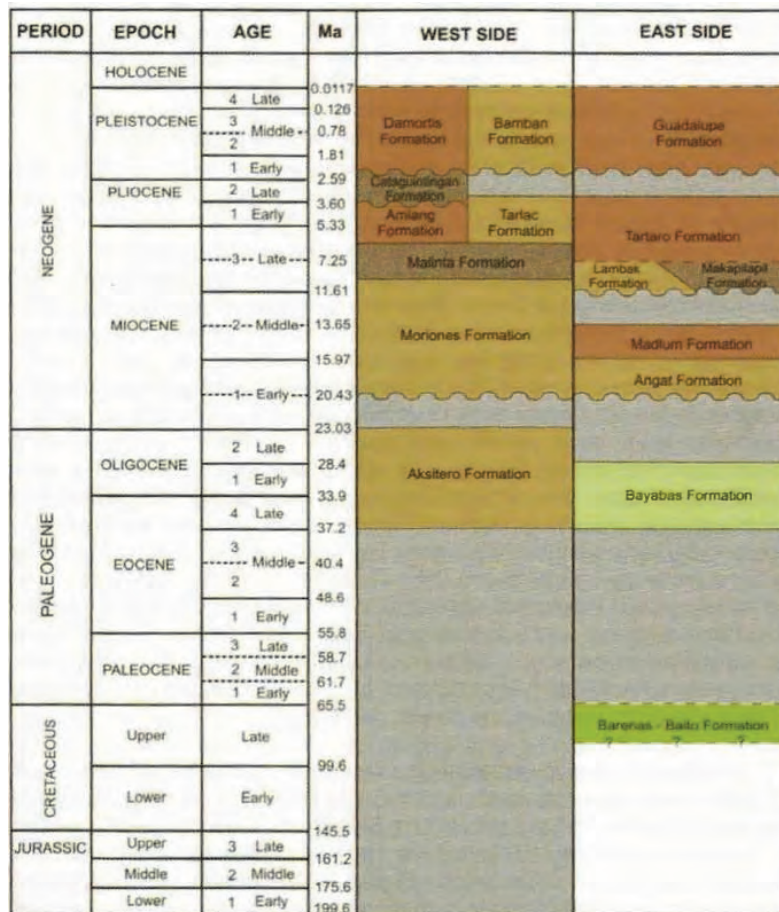 PERIOD EPOCH AGE Ma WEST SIDE EAST SIDE
HOLOCENE
0.0117
4 Late
0.126
PLEISTOCENE
3
Middle
0.78
2
1.81
1 Early
2.59
Damortis
Formation
Bamban
Formation
Guadalupe
Formation
PLIOCENE
2 Late
3.60
1 Early
5.33
Cataguintingan
Formation
Amlang
Formation
Tarlac
Formation
Tartaro Formation
NEOGENE
MIOCENE
3 Late
7.25
11.61
2 Middle
13.65
15.97
1 Early
20.43
23.03
Malinta Formation
Lambak
Formation
Makapilapil
Formation
Moriones Formation
Madlum Formation
Angat Formation
PALEOGENE
OLIGOCENE
2 Late
28.4
1 Early
33.9
Aksitero Formation
Bayabas Formation
EOCENE
4 Late
37.2
3
Middle
40.4
2
48.6
1 Early
55.8
PALEOCENE
3 Late
58.7
2 Middle
61.7
1 Early
65.5
CRETACEOUS
Upper Late
99.6
Lower Early
145.5
Barenas - Baito Formation
? ? ?
JURASSIC
Upper 3 Late
161.2
Middle 2 Middle
175.6
Lower 1 Early
199.6